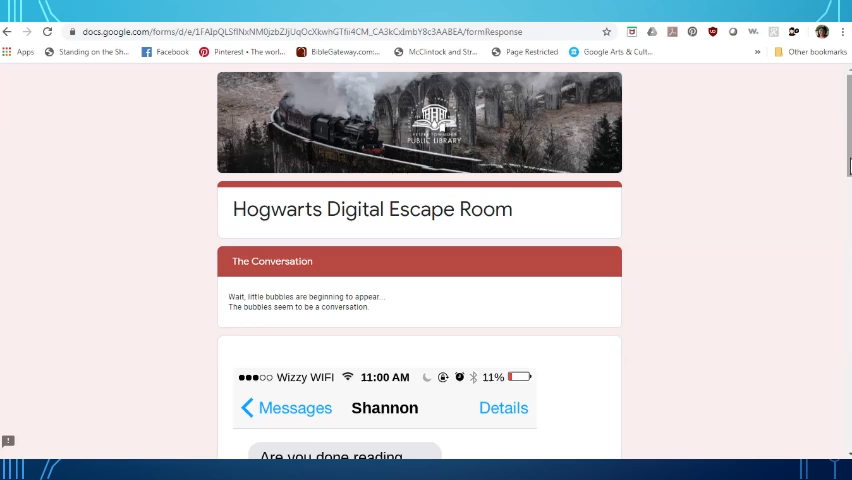 docs.google.com/forms/d/e/1FAIpQLSfINxNM0jzbZJjUqOcXkwhGTfii4CM_CA3kCxImbY8c3AABEA/formResponse
Apps Standing on the Sh... Facebook Pinterest • The worl... BibleGateway.com:... McClintock and Str... Page Restricted Google Arts & Cult... » Other bookmarks
PUBLIC LIBRARY
Hogwarts Digital Escape Room
The Conversation
Wait, little bubbles are beginning to appear...
The bubbles seem to be a conversation.
Wizzy WIFI 11:00 AM 11%
Messages Shannon Details
Are you done reading